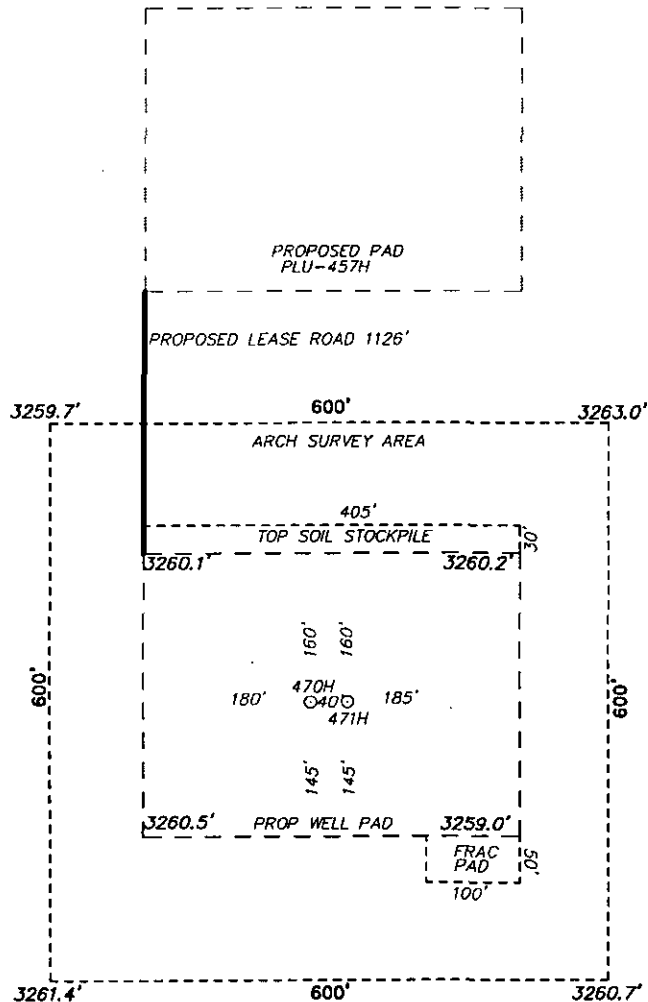 PROPOSED PAD
PLU-457H
PROPOSED LEASE ROAD 1126'
3259.7'
600'
3263.0'
ARCH SURVEY AREA
405'
TOP SOIL STOCKPILE
30'
3260.1'
3260.2'
160'
160'
600'
600'
180'
470H
40'
185'
471H
145'
145'
3260.5'
PROP WELL PAD
3259.0'
FRAC
PAD
50'
100'
3261.4'
600'
3260.7'